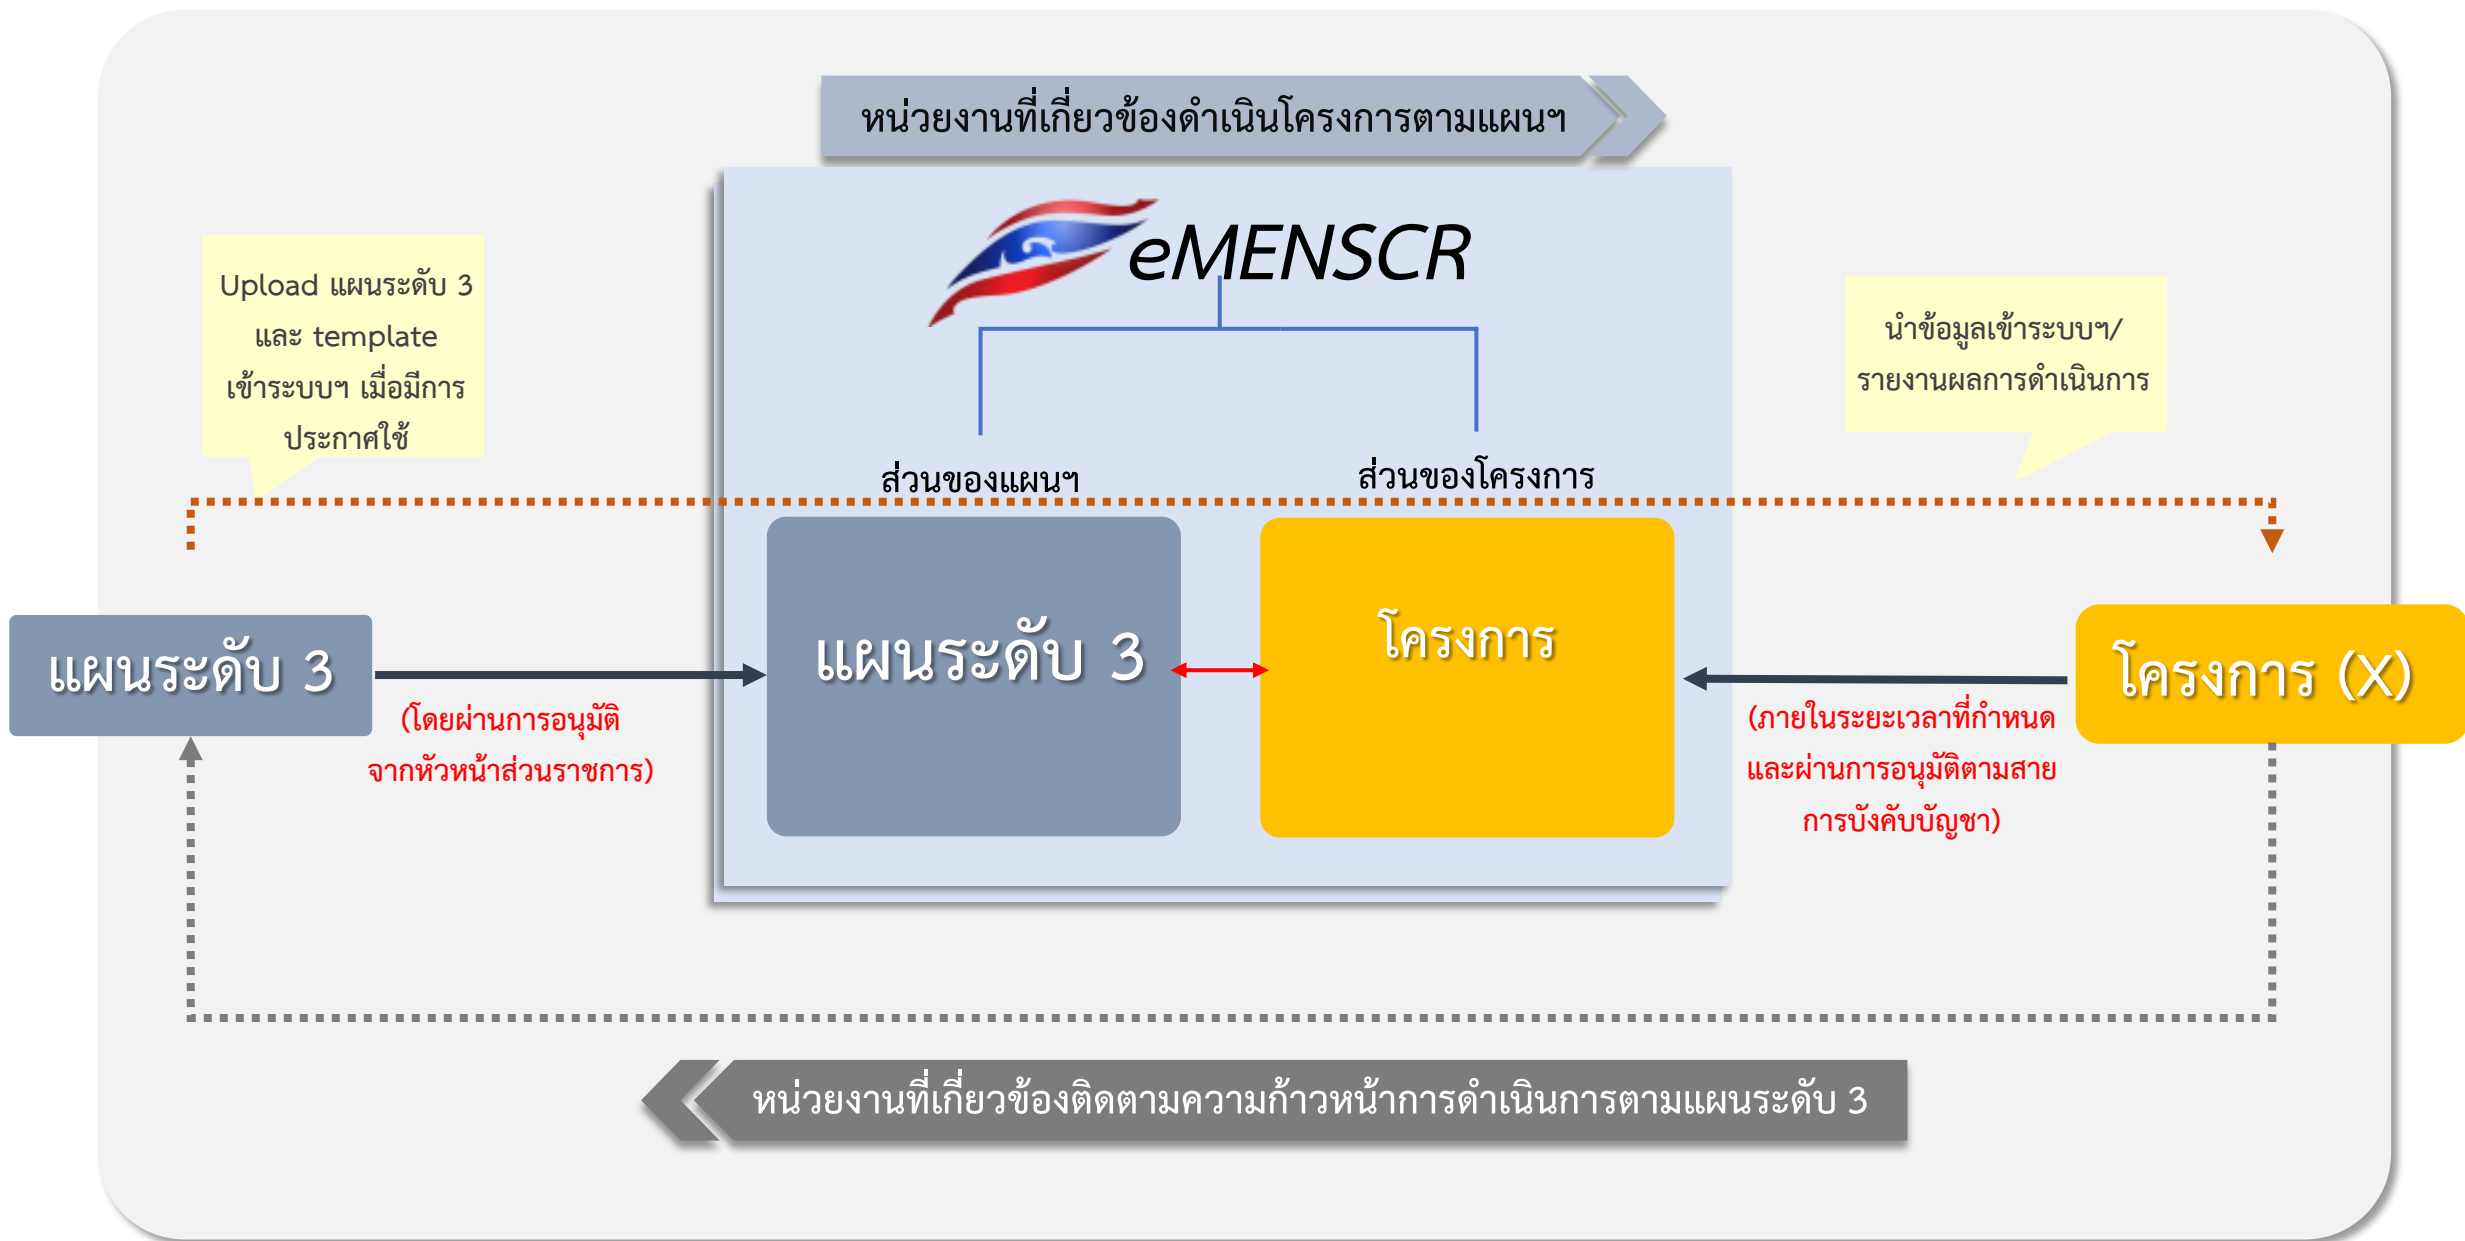 หน่วยงานที่เกี่ยวข้องดำเนินโครงการตามแผนฯ
eMENSCR
Upload แผนระดับ 3
และ template
เข้าระบบฯ เมื่อมีการ
ประกาศใช้
นำข้อมูลเข้าระบบฯ/
รายงานผลการดำเนินการ
ส่วนของแผนฯ
ส่วนของโครงการ
แผนระดับ 3
แผนระดับ 3
โครงการ
โครงการ (X)
(โดยผ่านการอนุมัติ
จากหัวหน้าส่วนราชการ)
(ภายในระยะเวลาที่กำหนด
และผ่านการอนุมัติตามสาย
การบังคับบัญชา)
หน่วยงานที่เกี่ยวข้องติดตามความก้าวหน้าการดำเนินการตามแผนระดับ 3